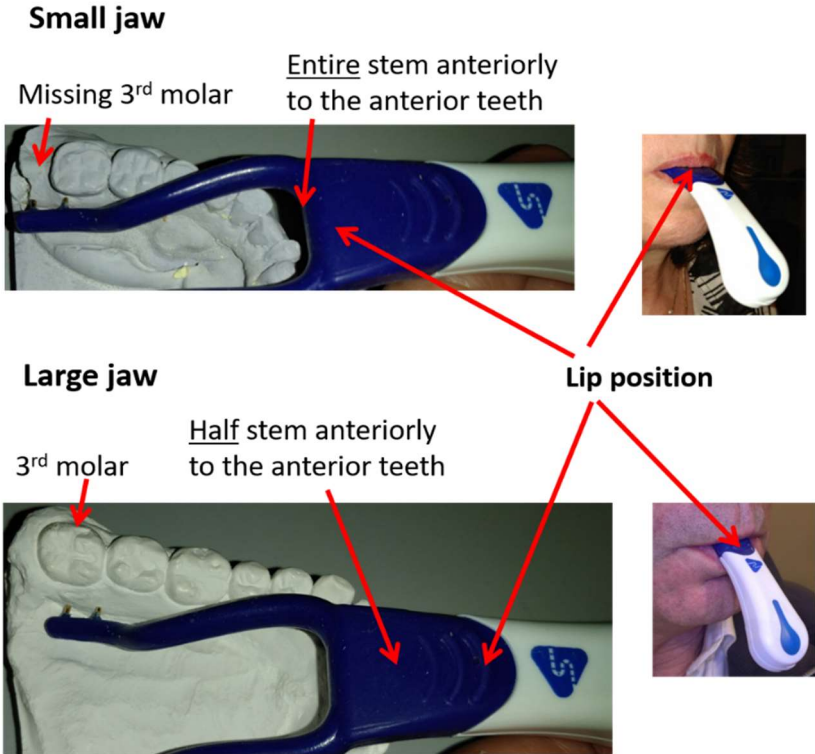 Small jaw
Missing 3rd molar
Entire stem anteriorly
to the anterior teeth
Lip position
Large jaw
3rd molar
Half stem anteriorly
to the anterior teeth